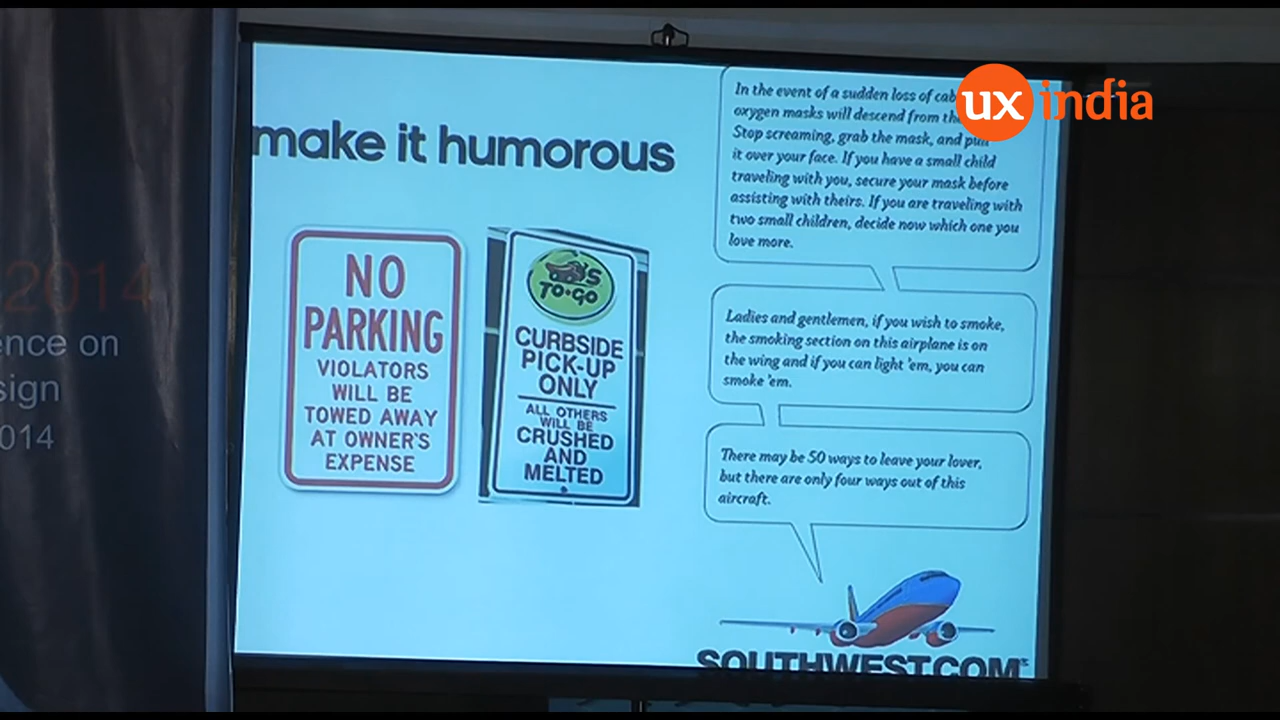 ux india
make it humorous
NO
PARKING
VIOLATORS
WILL BE
TOWED AWAY
AT OWNER'S
EXPENSE
TO-GO
CURBSIDE
PICK-UP
ONLY
ALL OTHERS
WILL BE
CRUSHED
AND
MELTED
In the event of a sudden loss of
oxygen masks will descend from
Stop screaming, grab the mask, and pull
it over your face. If you have a small child
traveling with you, secure your mask before
assisting with theirs. If you are traveling with
two small children, decide now which one you
love more.
Ladies and gentlemen, if you wish to smoke,
the smoking section on this airplane is on
the wing and if you can light 'em, you can
smoke 'em.
There may be 50 ways to leave your lover,
but there are only four ways out of this
aircraft.
SOUTHWEST.COM
2014
ence on
sign
014